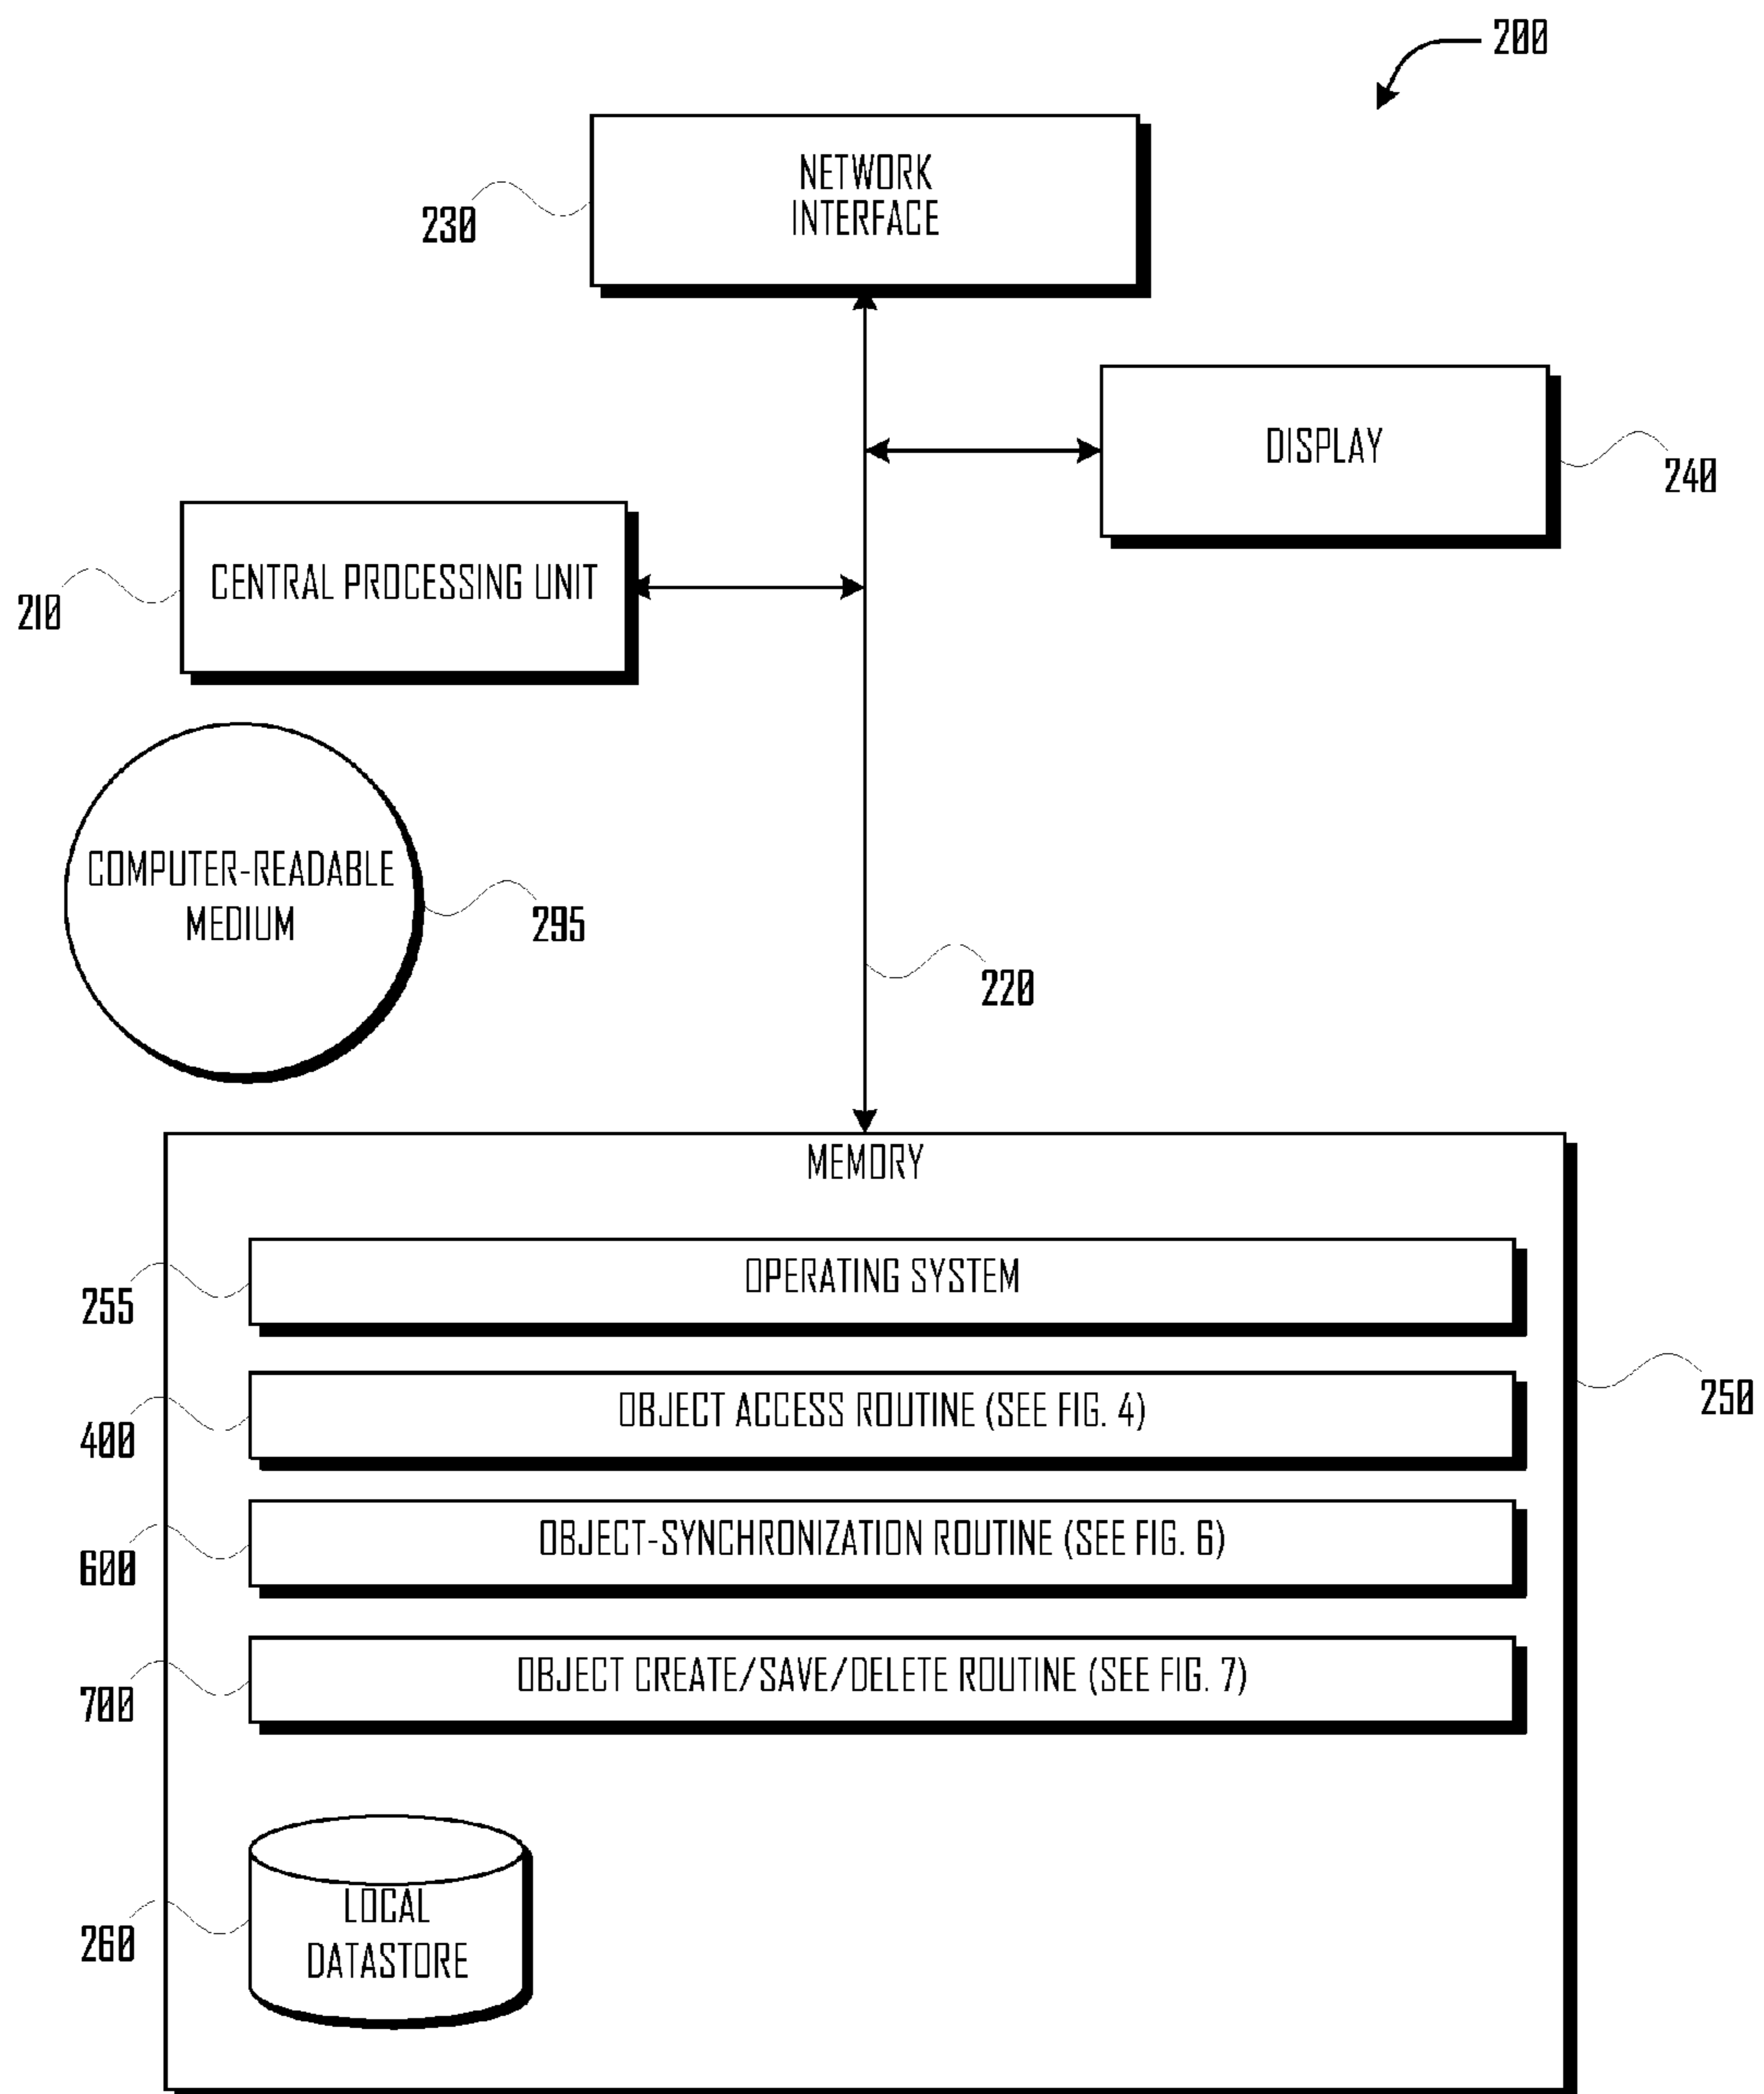 200
NETWORK
INTERFACE
230
DISPLAY
240
CENTRAL PROCESSING UNIT
210
COMPUTER-READABLE
MEDIUM
295
220
MEMORY
OPERATING SYSTEM
255
250
OBJECT ACCESS ROUTINE (SEE FIG. 4)
400
OBJECT-SYNCHRONIZATION ROUTINE (SEE FIG. 6)
600
OBJECT CREATE/SAVE/DELETE ROUTINE (SEE FIG. 7)
700
LOCAL
DATASTORE
260